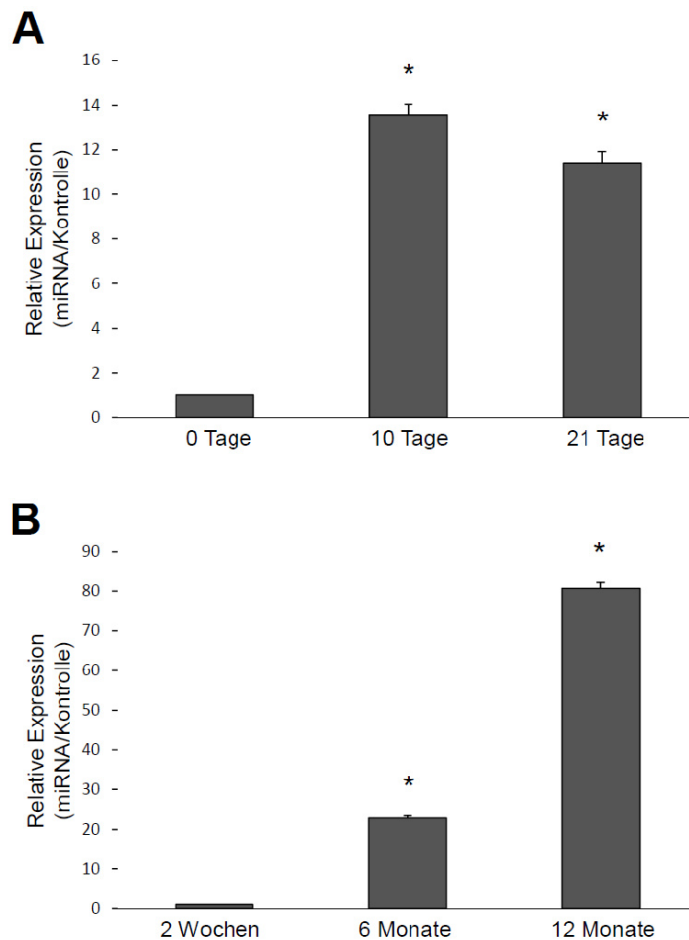 A
Relative Expression
(miRNA/Kontrolle)
16
14
12
10
8
6
4
2
0
*
*
0 Tage 10 Tage 21 Tage
B
Relative Expression
(miRNA/Kontrolle)
90
80
70
60
50
40
30
20
10
0
*
*
2 Wochen 6 Monate 12 Monate